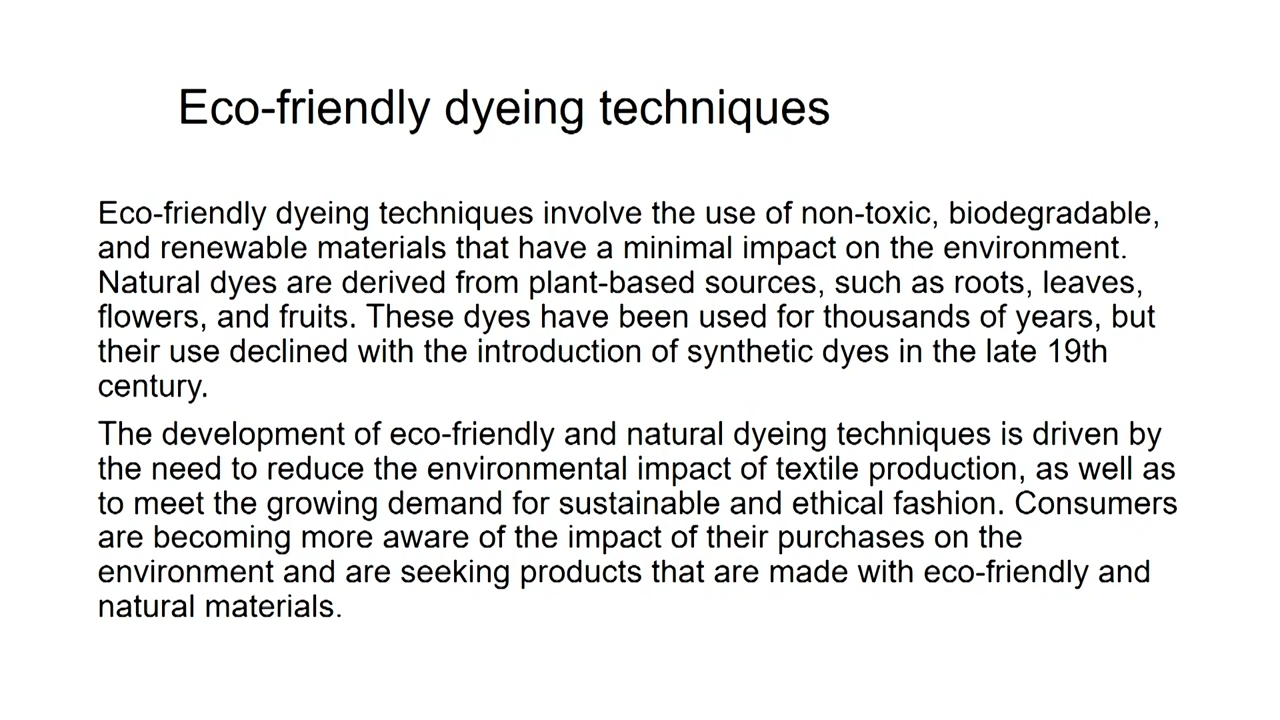 Eco-friendly dyeing techniques
Eco-friendly dyeing techniques involve the use of non-toxic, biodegradable,
and renewable materials that have a minimal impact on the environment.
Natural dyes are derived from plant-based sources, such as roots, leaves,
flowers, and fruits. These dyes have been used for thousands of years, but
their use declined with the introduction of synthetic dyes in the late 19th
century.
The development of eco-friendly and natural dyeing techniques is driven by
the need to reduce the environmental impact of textile production, as well as
to meet the growing demand for sustainable and ethical fashion. Consumers
are becoming more aware of the impact of their purchases on the
environment and are seeking products that are made with eco-friendly and
natural materials.